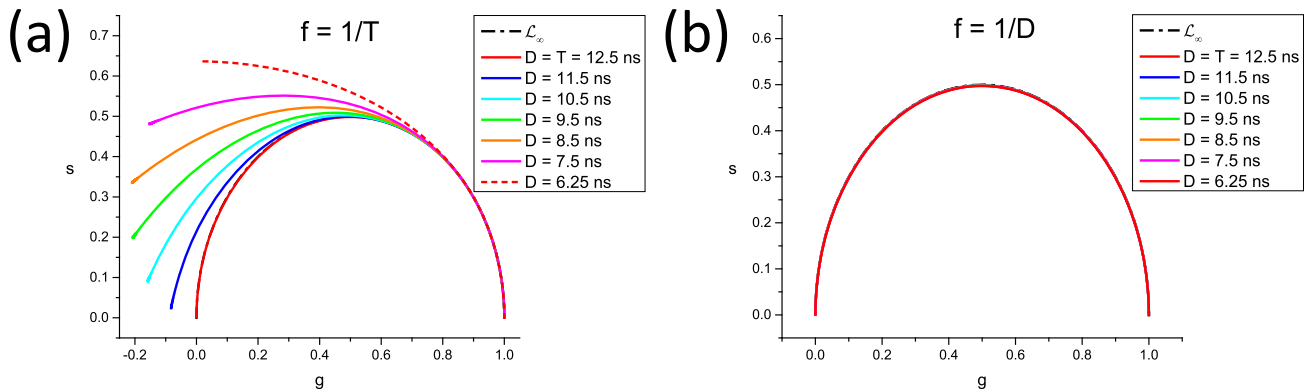 (a)
f = 1/T
ℒ∞
D = T = 12.5 ns
D = 11.5 ns
D = 10.5 ns
D = 9.5 ns
D = 8.5 ns
D = 7.5 ns
D = 6.25 ns
s
0.7
0.6
0.5
0.4
0.3
0.2
0.1
0.0
-0.2 0.0 0.2 0.4 0.6 0.8 1.0
g
(b)
f = 1/D
ℒ∞
D = T = 12.5 ns
D = 11.5 ns
D = 10.5 ns
D = 9.5 ns
D = 8.5 ns
D = 7.5 ns
D = 6.25 ns
s
0.6
0.5
0.4
0.3
0.2
0.1
0.0
0.0 0.2 0.4 0.6 0.8 1.0
g